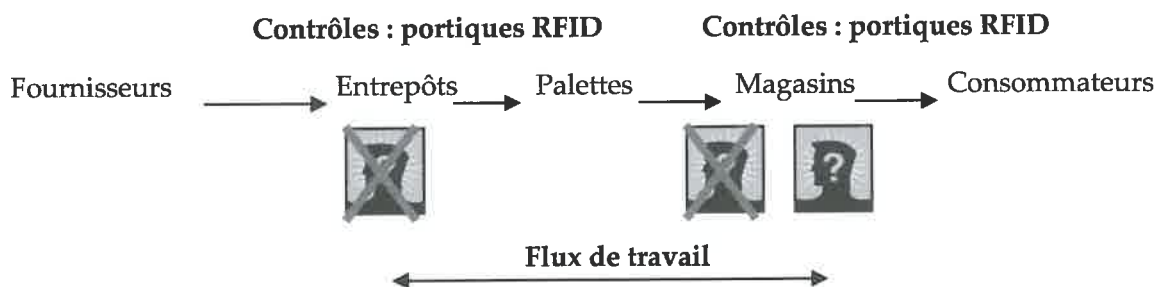 Contrôles : portiques RFID Contrôles : portiques RFID
Fournisseurs Entrepôts Palettes Magasins Consommateurs
?
Flux de travail